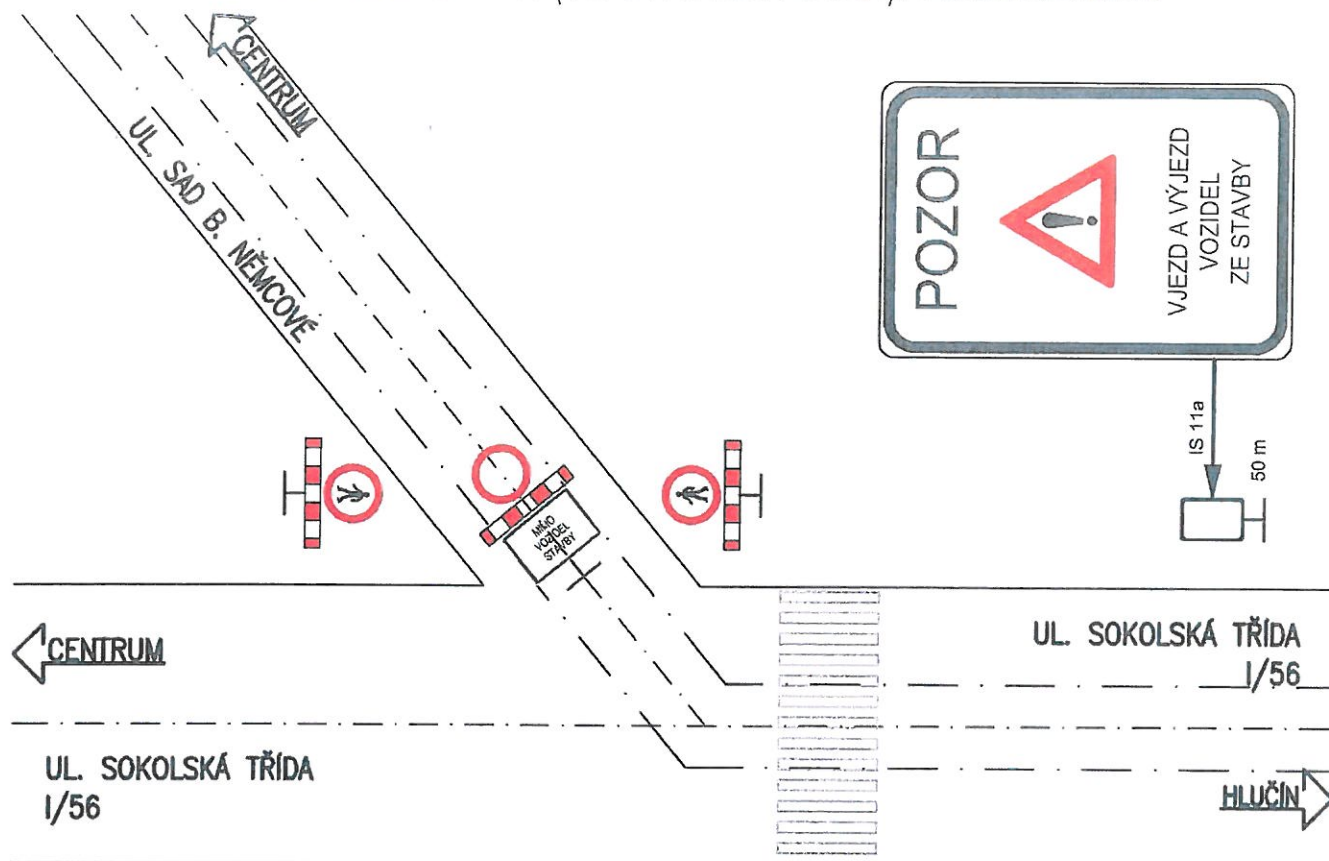 CENTRUM
UL. SAD B. NĚMCOVÉ
POZOR
VJEZD A VÝJEZD
VOZIDEL
ZE STAVBY
IS 11a
50 m
MIMO
VOZIDEL
STAVBY
CENTRUM
UL. SOKOLSKÁ TŘÍDA
I/56
UL. SOKOLSKÁ TŘÍDA
I/56
HLUČÍN